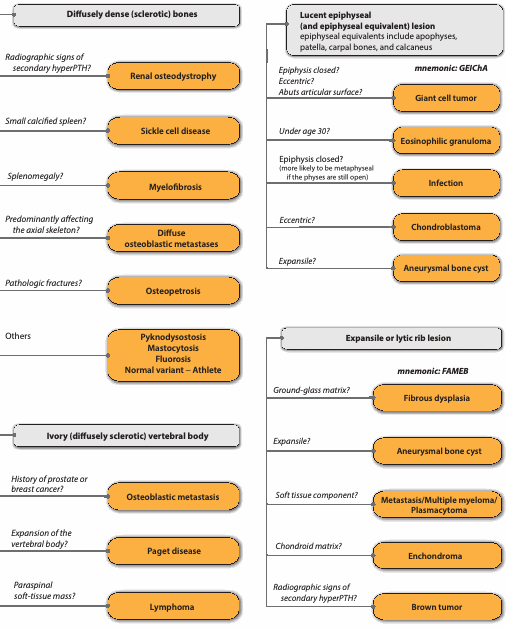 Diffusely dense (sclerotic) bones
Radiographic signs of
secondary hyperPTH?
Renal osteodystrophy
Small calcified spleen?
Sickle cell disease
Splenomegaly?
Myelofibrosis
Predominantly affecting
the axial skeleton?
Diffuse
osteoblastic metastases
Pathologic fractures?
Osteopetrosis
Others
Pyknodysostosis
Mastocytosis
Fluorosis
Normal variant – Athlete
Ivory (diffusely sclerotic) vertebral body
History of prostate or
breast cancer?
Osteoblastic metastasis
Expansion of the
vertebral body?
Paget disease
Paraspinal
soft-tissue mass?
Lymphoma
Lucent epiphyseal
(and epiphyseal equivalent) lesion
epiphyseal equivalents include apophyses,
patella, carpal bones, and calcaneus
mnemonic: GEIChA
Epiphysis closed?
Eccentric?
Abuts articular surface?
Giant cell tumor
Under age 30?
Eosinophilic granuloma
Epiphysis closed?
(more likely to be metaphyseal
if the physes are still open)
Infection
Eccentric?
Chondroblastoma
Expansile?
Aneurysmal bone cyst
Expansile or lytic rib lesion
mnemonic: FAMEB
Ground-glass matrix?
Fibrous dysplasia
Expansile?
Aneurysmal bone cyst
Soft tissue component?
Metastasis/Multiple myeloma/
Plasmacytoma
Chondroid matrix?
Enchondroma
Radiographic signs of
secondary hyperPTH?
Brown tumor